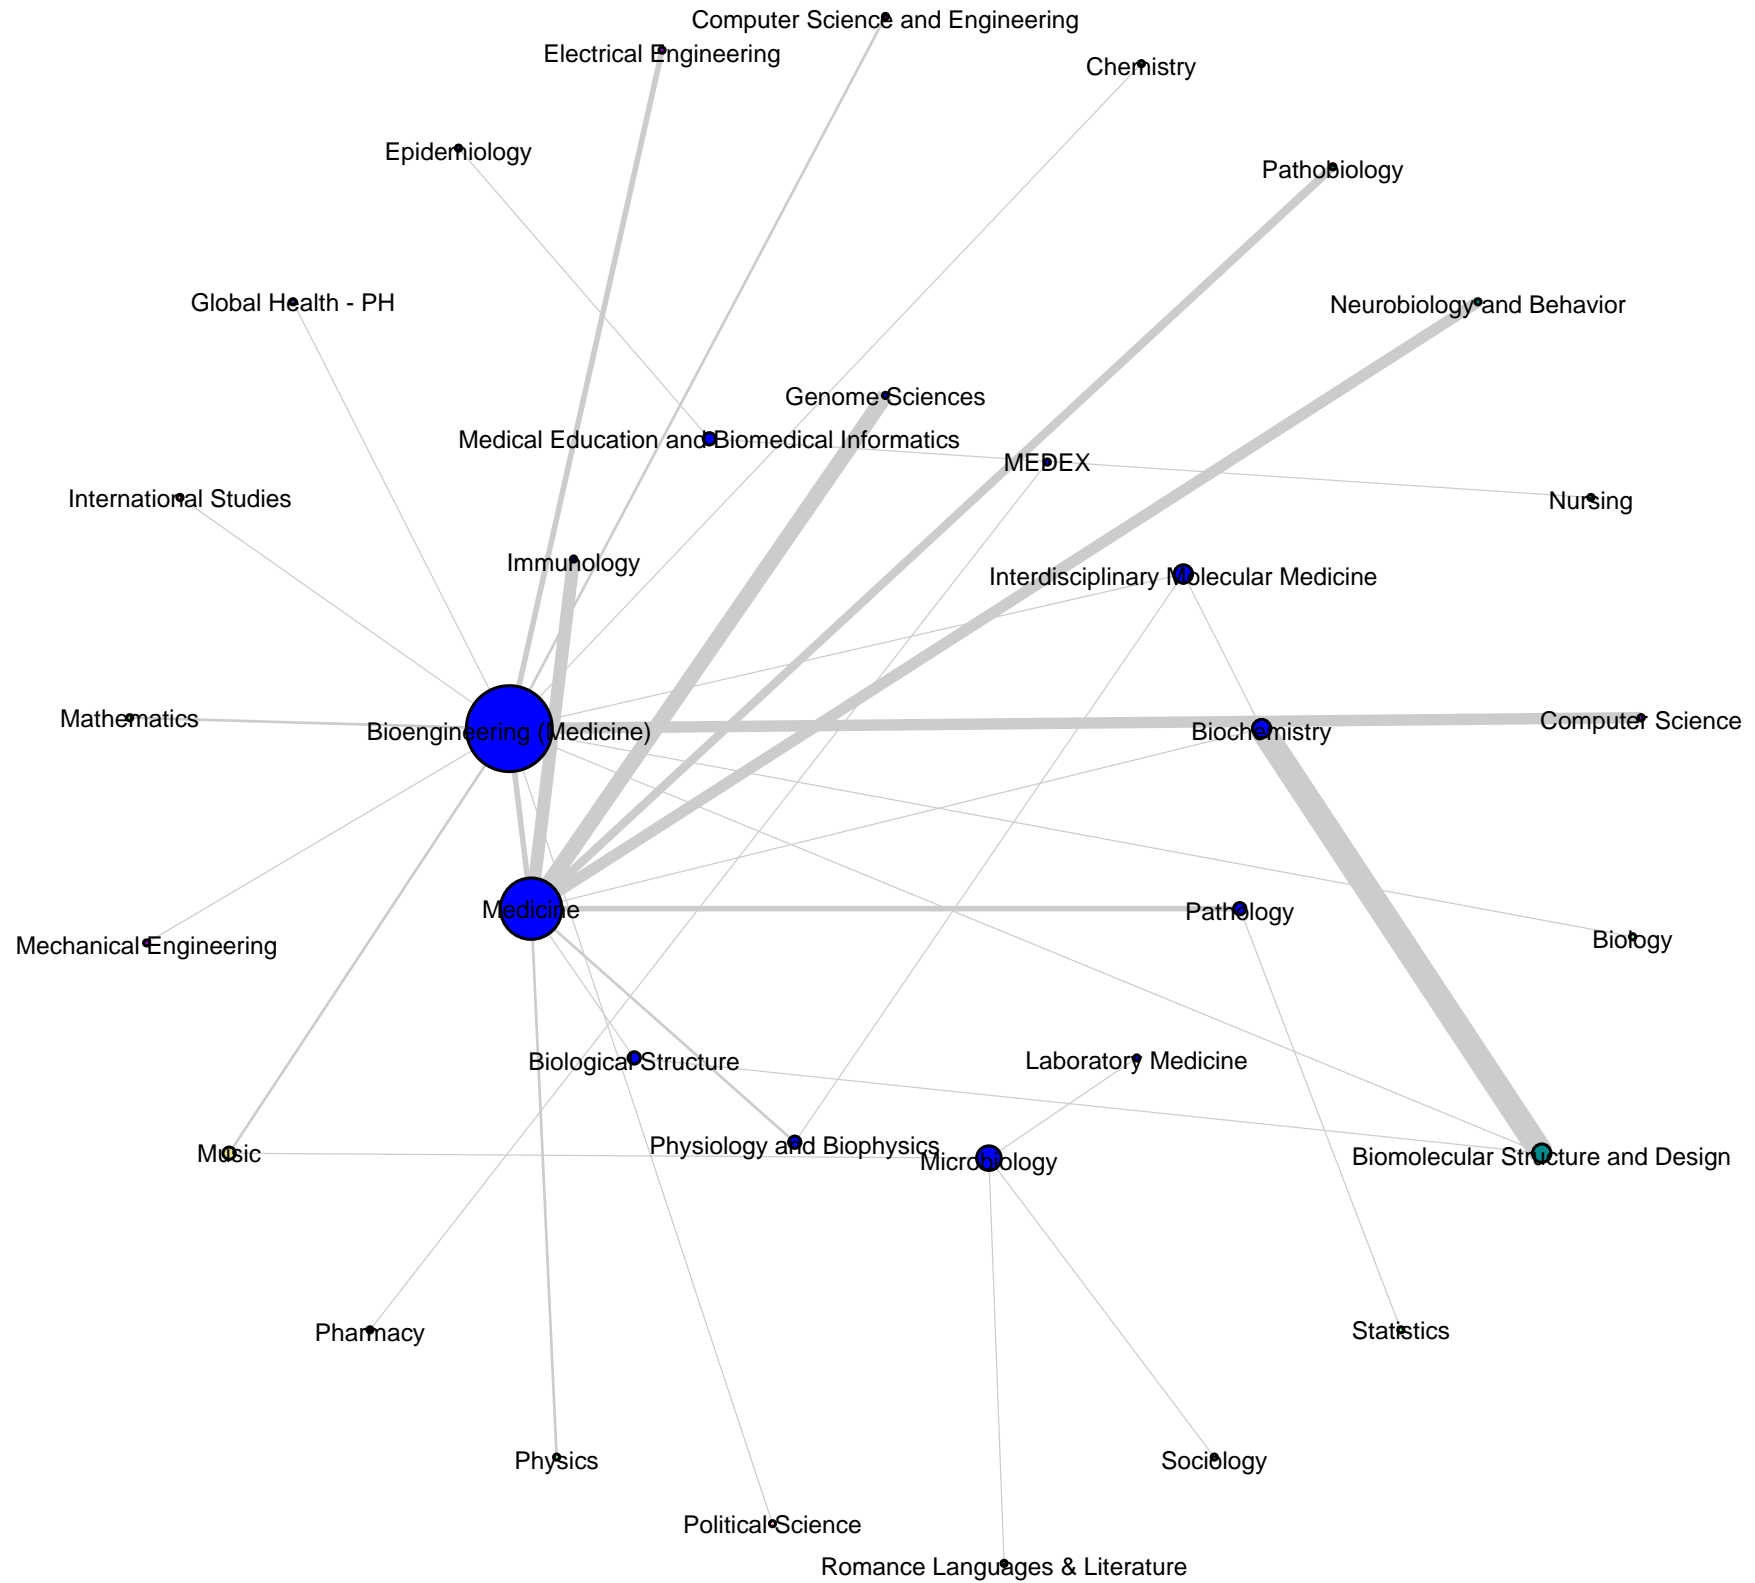 Computer Science and Engineering
Electrical Engineering
Chemistry
Epidemiology
Pathobiology
Global Health - PH
Neurobiology and Behavior
Genome Sciences
Medical Education and Biomedical Informatics
MEDEX
International Studies
Nursing
Immunology
Interdisciplinary Molecular Medicine
Mathematics
Bioengineering (Medicine)
Biochemistry
Computer Science
Medicine
Pathology
Mechanical Engineering
Biology
Biological Structure
Laboratory Medicine
Music
Physiology and Biophysics
Microbiology
Biomolecular Structure and Design
Pharmacy
Statistics
Physics
Sociology
Political Science
Romance Languages & Literature